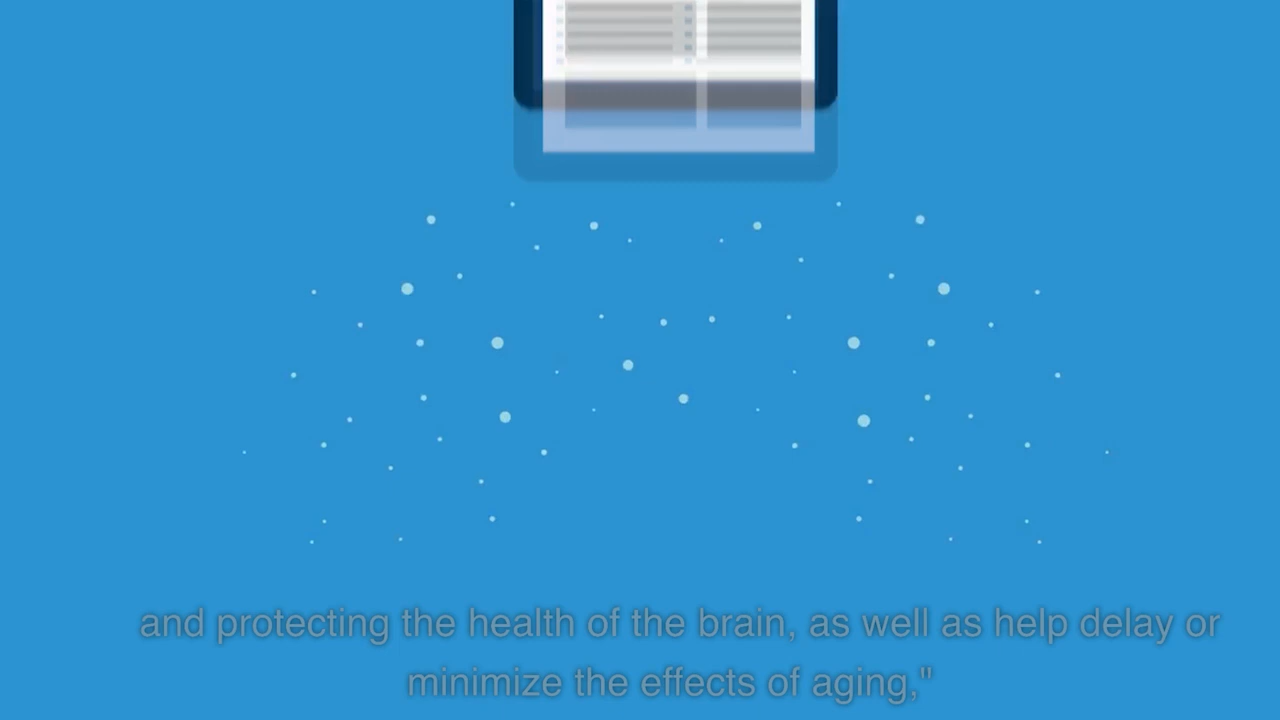 and protecting the health of the brain, as well as help delay or
minimize the effects of aging,"